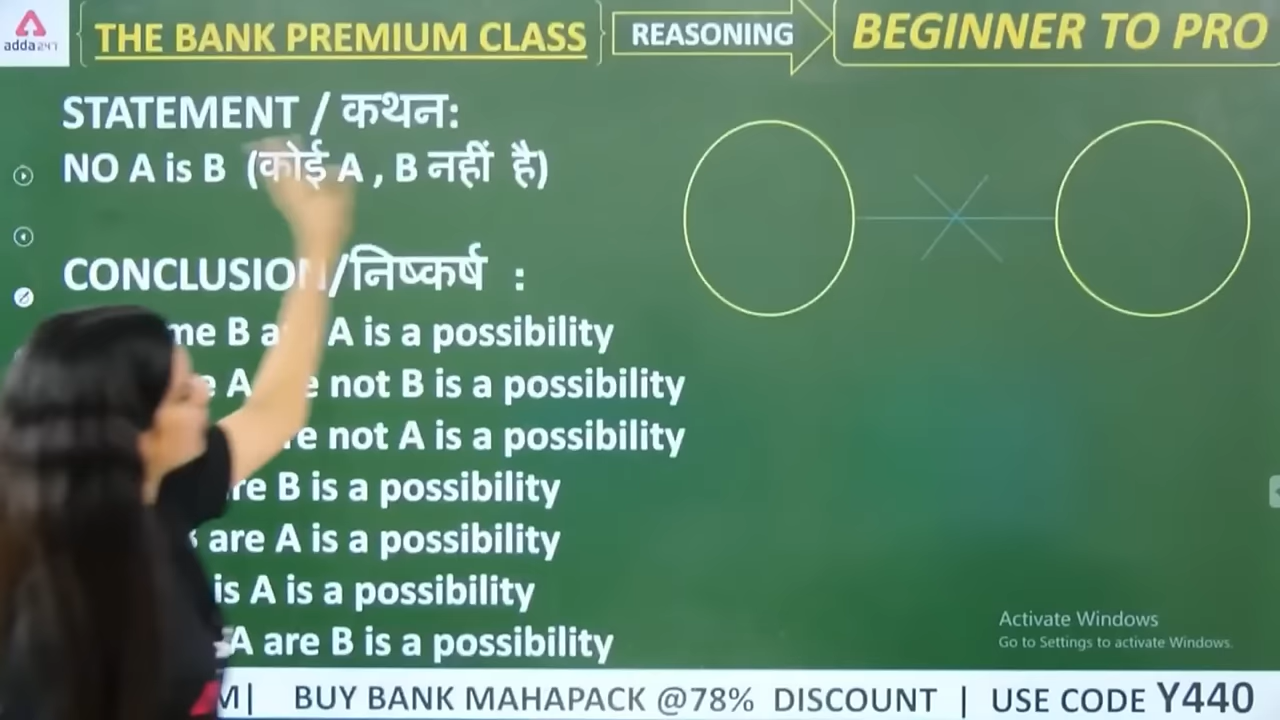 adda247
THE BANK PREMIUM CLASS
REASONING
BEGINNER TO PRO
STATEMENT / कथन:
NO A is B (कोई A , B नहीं है)
CONCLUSION/निष्कर्ष :
B A is a possibility
A not B is a possibility
not A is a possibility
B is a possibility
are A is a possibility
is A is a possibility
A are B is a possibility
Activate Windows
Go to Settings to activate Windows.
BUY BANK MAHAPACK @78% DISCOUNT | USE CODE Y440